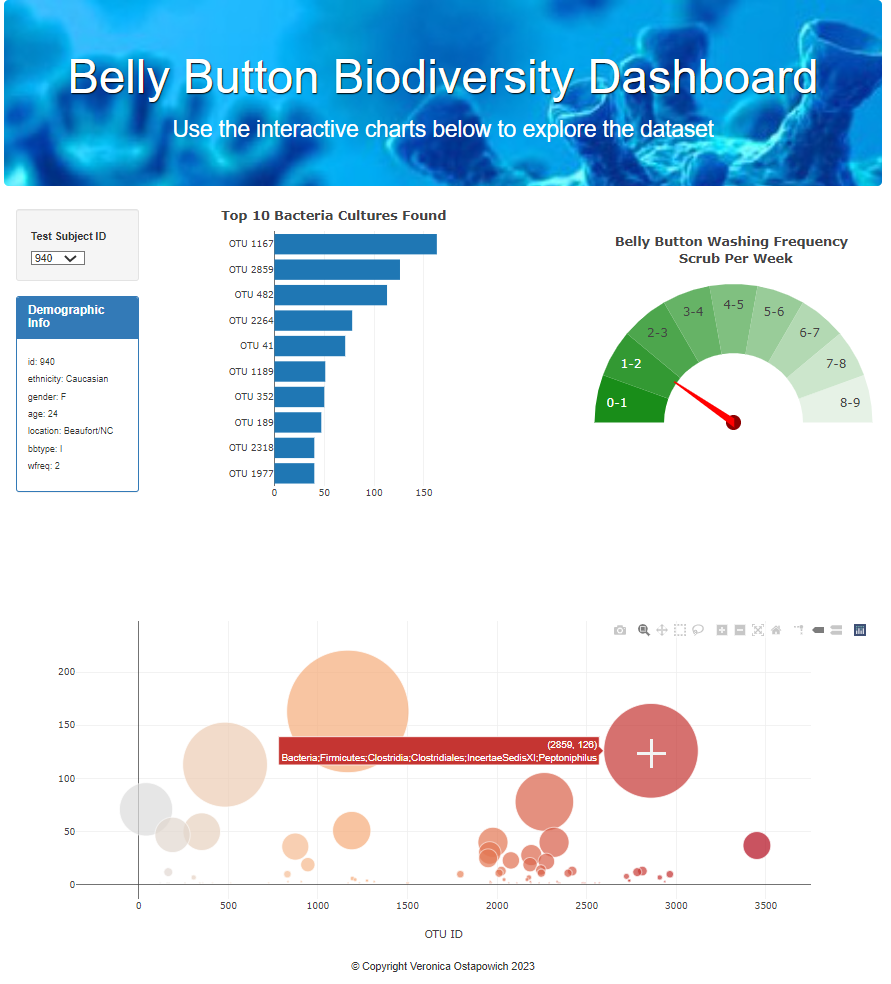 Belly Button Biodiversity Dashboard
Use the interactive charts below to explore the dataset
Test Subject ID
940
Demographic
Info
id: 940
ethnicity: Caucasian
gender: F
age: 24
location: Beaufort/NC
bbtype: I
wfreq: 2
Top 10 Bacteria Cultures Found
OTU 1167
OTU 2859
OTU 482
OTU 2264
OTU 41
OTU 1189
OTU 352
OTU 189
OTU 2318
OTU 1977
0 50 100 150
Belly Button Washing Frequency
Scrub Per Week
0-1
1-2
2-3
3-4
4-5
5-6
6-7
7-8
8-9
200
150
100
50
0
(2859, 126)
Bacteria;Firmicutes;Clostridia;Clostridiales;IncertaeSedisXI;Peptoniphilus
0 500 1000 1500 2000 2500 3000 3500
OTU ID
© Copyright Veronica Ostapowich 2023